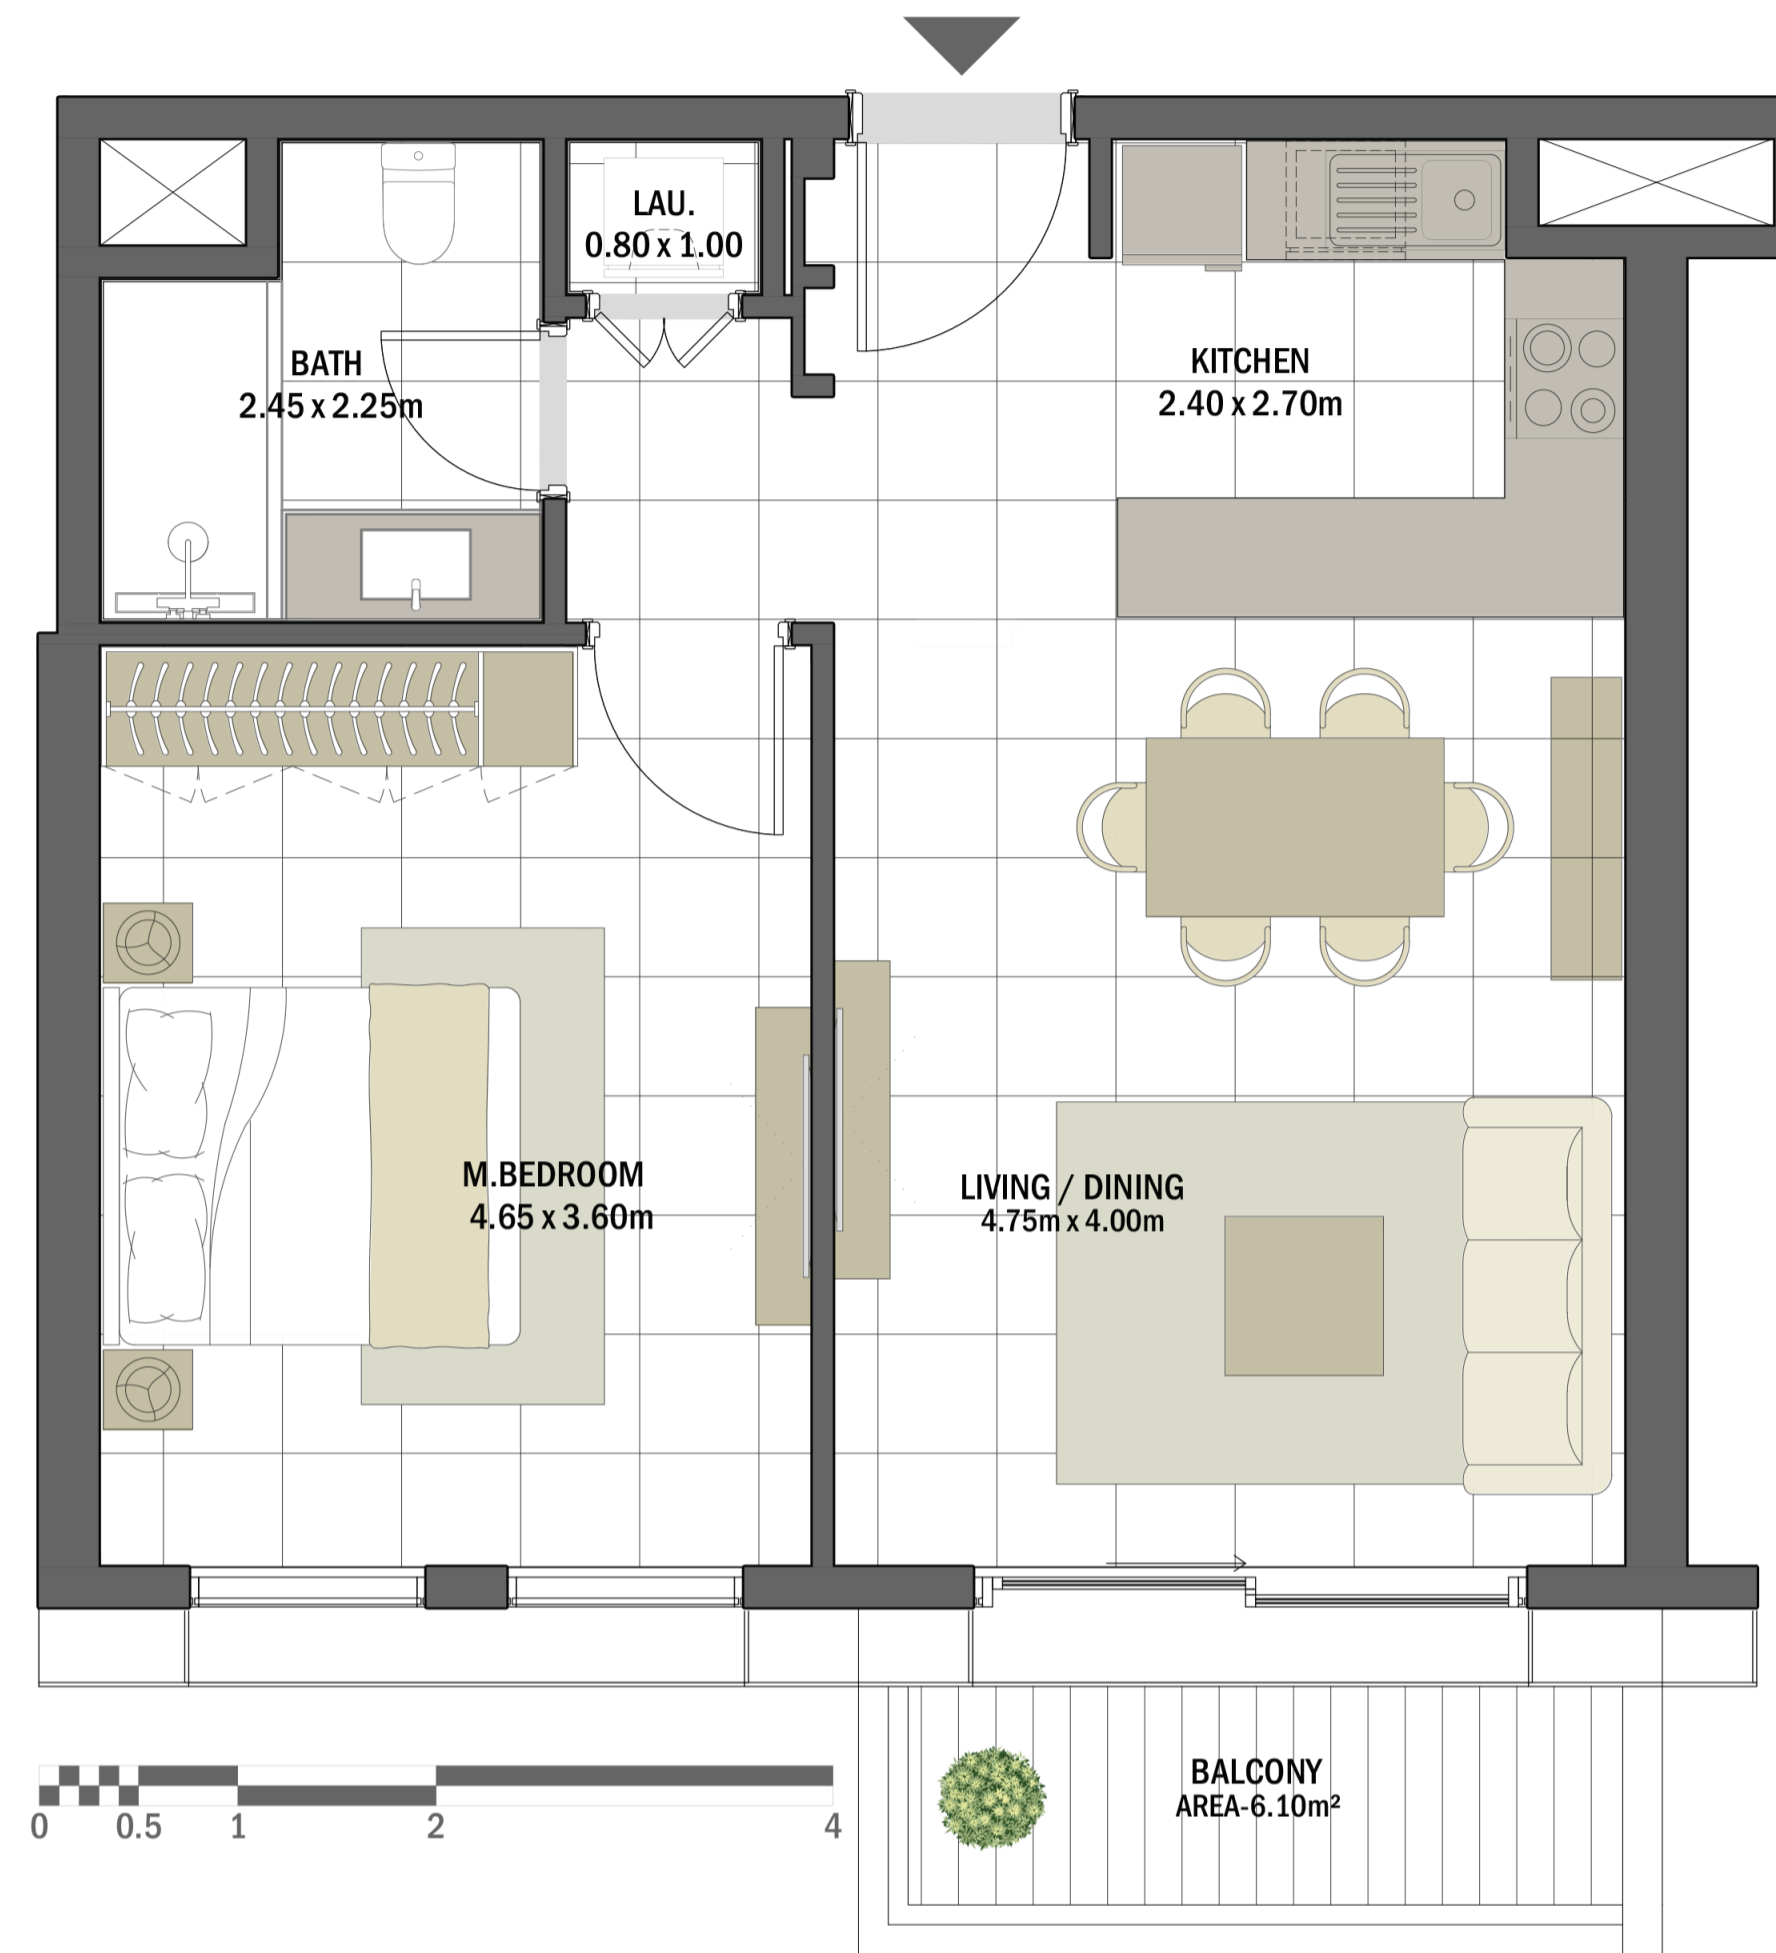 LAU.
0.80 x 1.00
BATH
2.45 x 2.25m
KITCHEN
2.40 x 2.70m
M.BEDROOM
4.65 x 3.60m
LIVING / DINING
4.75m x 4.00m
BALCONY
AREA-6.10m²
0 0.5 1 2 4